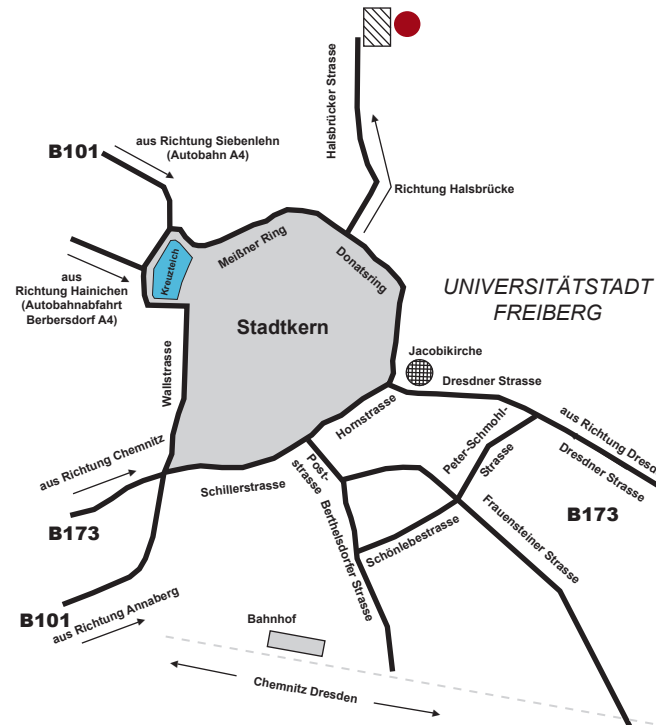 Halsbrücker Strasse
B101
aus Richtung Siebenlehn
(Autobahn A4)
Richtung Halsbrücke
Meißner Ring
Donatsring
Kreuzteich
aus
Richtung Hainichen
(Autobahnabfahrt
Berbersdorf A4)
UNIVERSITÄTSTADT
FREIBERG
Stadtkern
Jacobikirche
Wallstrasse
Dresdner Strasse
Hornstrasse
Peter-Schmohl-
Strasse
aus Richtung Dresd
Dresdner Strasse
aus Richtung Chemnitz
Schillerstrasse
Post-
strasse
B173
B173
Berthelsdorfer Strasse
Schönlebestrasse
Frauensteiner Strasse
B101
aus Richtung Annaberg
Bahnhof
Chemnitz Dresden